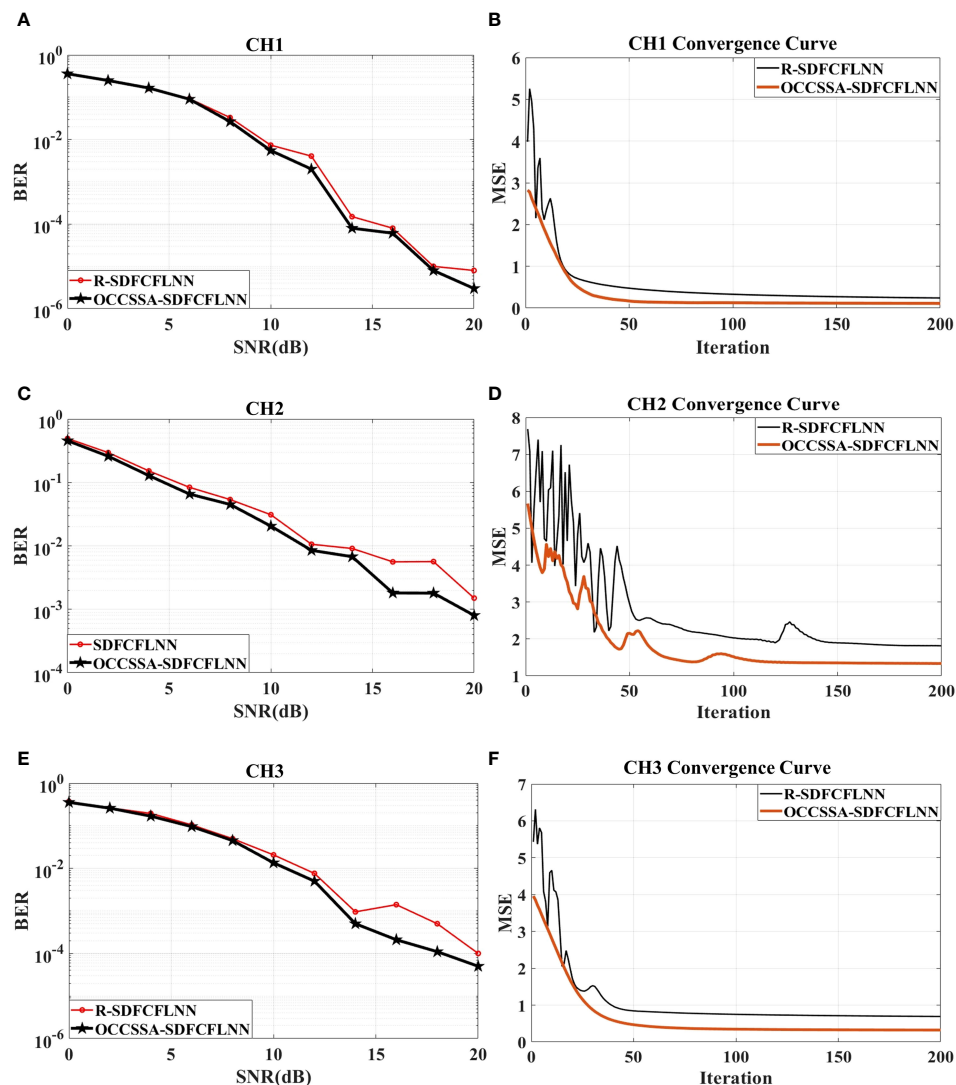 A
CH1
10^0
10^-2
10^-4
10^-6
BER
R-SDFCFLNN
OCCSSA-SDFCFLNN
0 5 10 15 20
SNR(dB)
B
CH1 Convergence Curve
6
5
4
3
2
1
0
MSE
R-SDFCFLNN
OCCSSA-SDFCFLNN
0 50 100 150 200
Iteration
C
CH2
10^0
10^-1
10^-2
10^-3
10^-4
BER
SDFCFLNN
OCCSSA-SDFCFLNN
0 5 10 15 20
SNR(dB)
D
CH2 Convergence Curve
8
7
6
5
4
3
2
1
MSE
R-SDFCFLNN
OCCSSA-SDFCFLNN
0 50 100 150 200
Iteration
E
CH3
10^0
10^-2
10^-4
10^-6
BER
R-SDFCFLNN
OCCSSA-SDFCFLNN
0 5 10 15 20
SNR(dB)
F
CH3 Convergence Curve
7
6
5
4
3
2
1
0
MSE
R-SDFCFLNN
OCCSSA-SDFCFLNN
0 50 100 150 200
Iteration